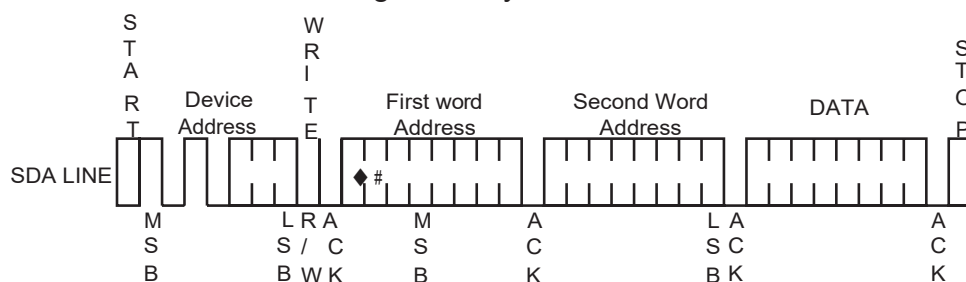 START
WRITE
STOP
Device
Address
First word
Address
Second Word
Address
DATA
SDA LINE
♦ #
MSB
LSB
R/W
ACK
MSB
ACK
LSB
ACK
ACK